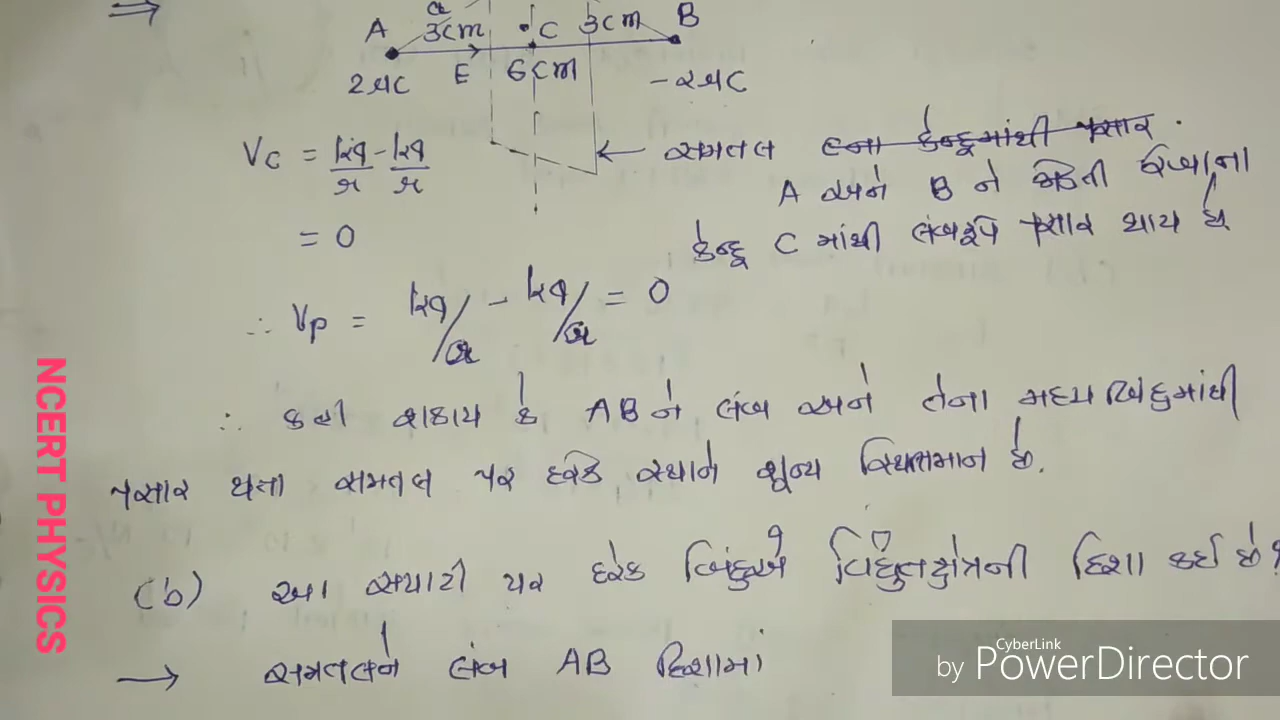 ⇒
A 3cm C 3cm B
2μC E 6cm -2μC
Vc = kq/r - kq/r
← સમતલ
A અને B ને જોડતી રેખાના
= 0
કેન્દ્ર C માંથી લંબરૂપે પસાર થાય છે
∴ Vp = kq/r - kq/r = 0
∴ કહી શકાય કે AB ને લંબ અને તેના મધ્યબિંદુમાંથી
પસાર થતા સમતલ પર દરેક સ્થાને શૂન્ય સ્થિતિમાન છે.
(b) આ સપાટી પર દરેક બિંદુએ વિદ્યુતક્ષેત્રની દિશા કઈ છે?
→ સમતલને લંબ AB દિશામાં
NCERT PHYSICS
CyberLink
by PowerDirector